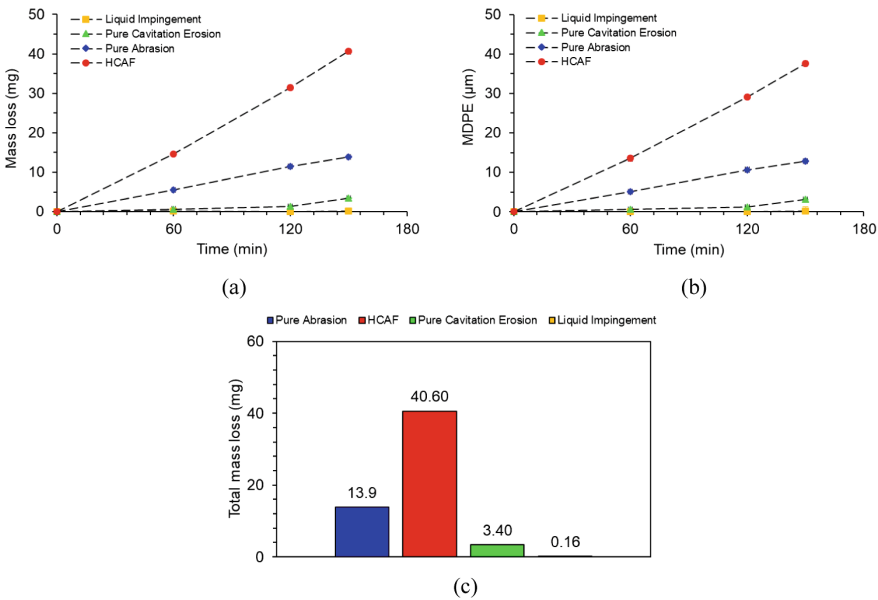 Liquid Impingement
Pure Cavitation Erosion
Pure Abrasion
HCAF
50
40
30
20
10
0
Mass loss (mg)
0 60 120 180
Time (min)
(a)
Liquid Impingement
Pure Cavitation Erosion
Pure Abrasion
HCAF
50
40
30
20
10
0
MDPE (μm)
0 60 120 180
Time (min)
(b)
Pure Abrasion HCAF Pure Cavitation Erosion Liquid Impingement
60
40
20
0
Total mass loss (mg)
13.9
40.60
3.40
0.16
(c)